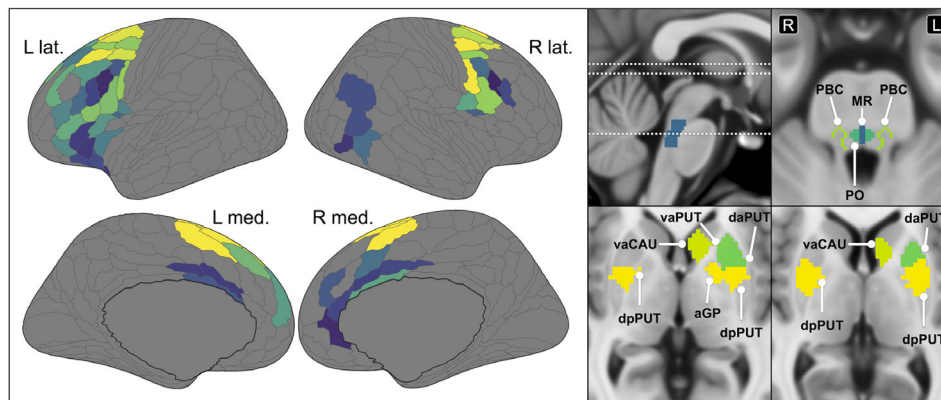 L lat.
R lat.
L med.
R med.
R
L
PBC
MR
PBC
PO
vaPUT
daPUT
vaCAU
dpPUT
aGP
dpPUT
daPUT
vaCAU
dpPUT
dpPUT